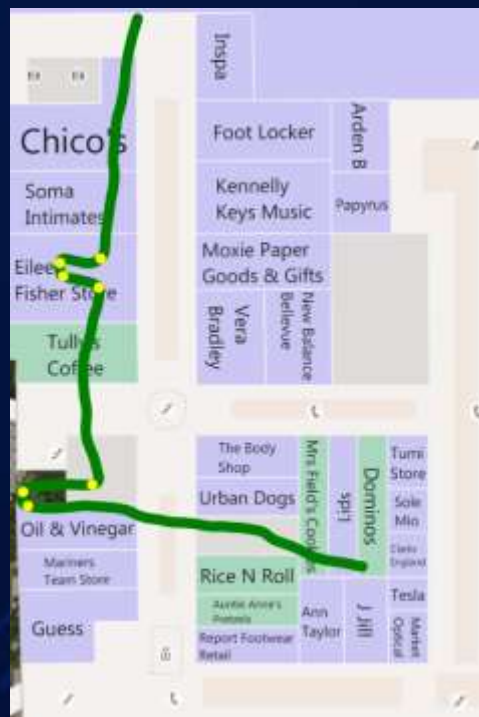 Inspa
Chico's
Foot Locker
Arden B
Soma
Intimates
Kennelly
Keys Music
Papyrus
Eileen
Fisher Store
Moxie Paper
Goods & Gifts
Vera
Bradley
New Balance
Bellevue
Tully's
Coffee
The Body
Shop
Mrs Field's Cookies
Lids
Dominos
Tumi
Store
Urban Dogs
Sole
Mio
Oil & Vinegar
Clarks
England
Mariners
Team Store
Rice N Roll
Auntie Anne's
Pretzels
Guess
Report Footwear
Retail
Ann
Taylor
J Jill
Tesla
Market
Optical